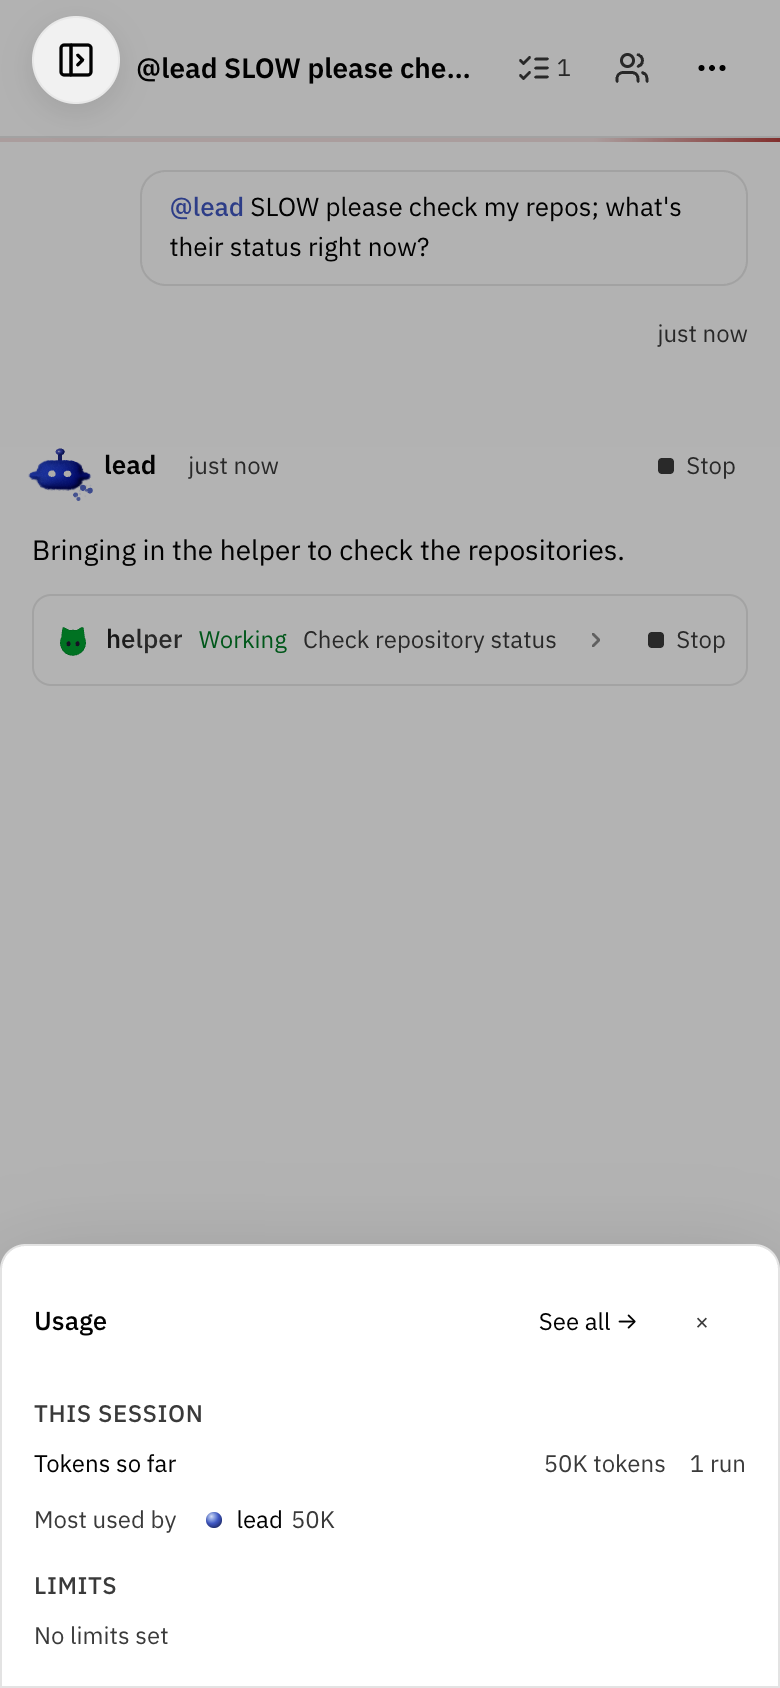 @lead SLOW please che...
1
@lead SLOW please check my repos; what's
their status right now?
just now
lead just now Stop
Bringing in the helper to check the repositories.
helper Working Check repository status Stop
Usage See all →
THIS SESSION
Tokens so far 50K tokens 1 run
Most used by lead 50K
LIMITS
No limits set